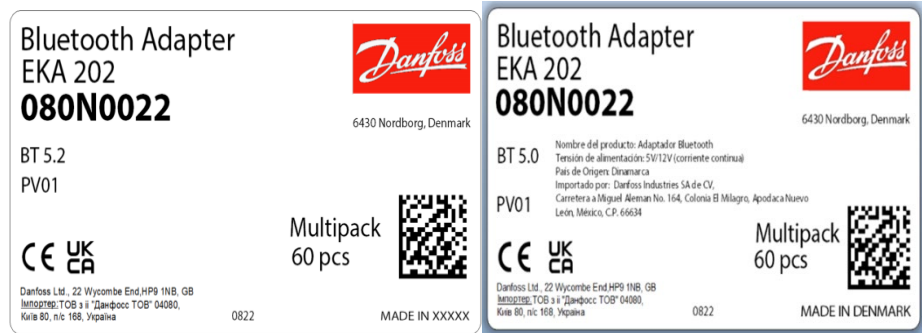 Bluetooth Adapter
EKA 202
080N0022
Danfoss
6430 Nordborg, Denmark
BT 5.2
PV01
Multipack
60 pcs
CE UK
CA
Danfoss Ltd., 22 Wycombe End,HP9 1NB, GB
Імпортер:ТОВ з іі "Данфосс ТОВ" 04080,
Київ 80, п/с 168, Україна
0822
MADE IN XXXXX
Bluetooth Adapter
EKA 202
080N0022
Danfoss
6430 Nordborg, Denmark
BT 5.0
Nombre del producto: Adaptador Bluetooth
Tensión de alimentación: 5V/12V (corriente continua)
País de Origen: Dinamarca
Importado por: Danfoss Industries SA de CV,
Carretera a Miguel Aleman No. 164, Colonia El Milagro, Apodaca Nuevo
León, México, C.P. 66634
PV01
Multipack
60 pcs
CE UK
CA
Danfoss Ltd., 22 Wycombe End,HP9 1NB, GB
Імпортер:ТОВ з іі "Данфосс ТОВ" 04080,
Київ 80, п/с 168, Україна
0822
MADE IN DENMARK